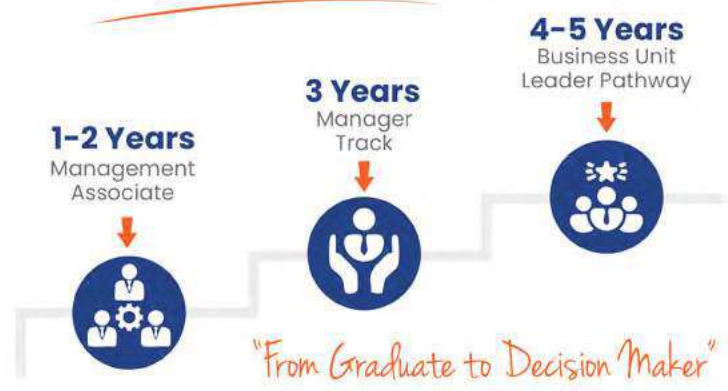 1-2 Years
Management
Associate
3 Years
Manager
Track
4-5 Years
Business Unit
Leader Pathway
"From Graduate to Decision Maker"